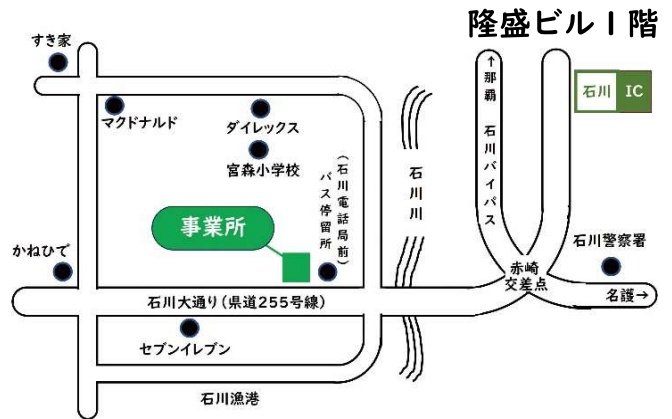 隆盛ビル1階
すき家
↑那覇 石川バイパス
石川 IC
マクドナルド
ダイレックス
宮森小学校
(石川電話局前)
バス停留所
石川川
事業所
かねひで
石川警察署
赤崎
交差点
名護→
石川大通り(県道255号線)
セブンイレブン
石川漁港